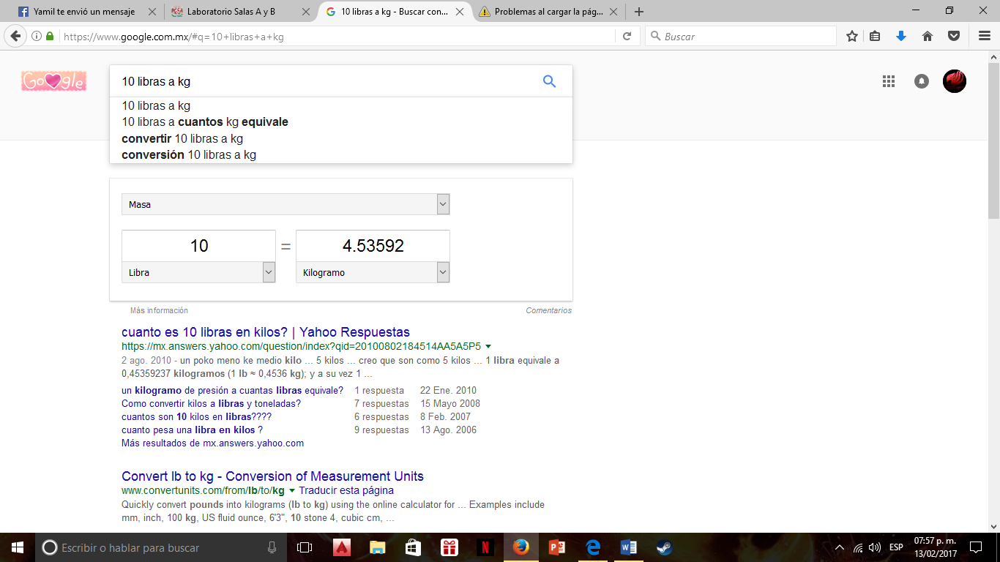 Yamil te envió un mensaje
Laboratorio Salas A y B
10 libras a kg - Buscar con...
Problemas al cargar la pág...
https://www.google.com.mx/#q=10+libras+a+kg
Buscar
Google
10 libras a kg
10 libras a kg
10 libras a cuantos kg equivale
convertir 10 libras a kg
conversión 10 libras a kg
Masa
10 = 4.53592
Libra Kilogramo
Más información Comentarios
cuanto es 10 libras en kilos? | Yahoo Respuestas
https://mx.answers.yahoo.com/question/index?qid=20100802184514AA5A5P5
2 ago. 2010 - un poko meno ke medio kilo ... 5 kilos ... creo que son como 5 kilos ... 1 libra equivale a
0,45359237 kilogramos (1 lb ≈ 0,4536 kg); y a su vez 1 ...
un kilogramo de presión a cuantas libras equivale? 1 respuesta 22 Ene. 2010
Como convertir kilos a libras y toneladas? 7 respuestas 15 Mayo 2008
cuantos son 10 kilos en libras???? 6 respuestas 8 Feb. 2007
cuanto pesa una libra en kilos ? 9 respuestas 13 Ago. 2006
Más resultados de mx.answers.yahoo.com
Convert lb to kg - Conversion of Measurement Units
www.convertunits.com/from/lb/to/kg Traducir esta página
Quickly convert pounds into kilograms (lb to kg) using the online calculator for ... Examples include
mm, inch, 100 kg, US fluid ounce, 6'3", 10 stone 4, cubic cm, ...
Escribir o hablar para buscar
ESP
07:57 p. m.
13/02/2017